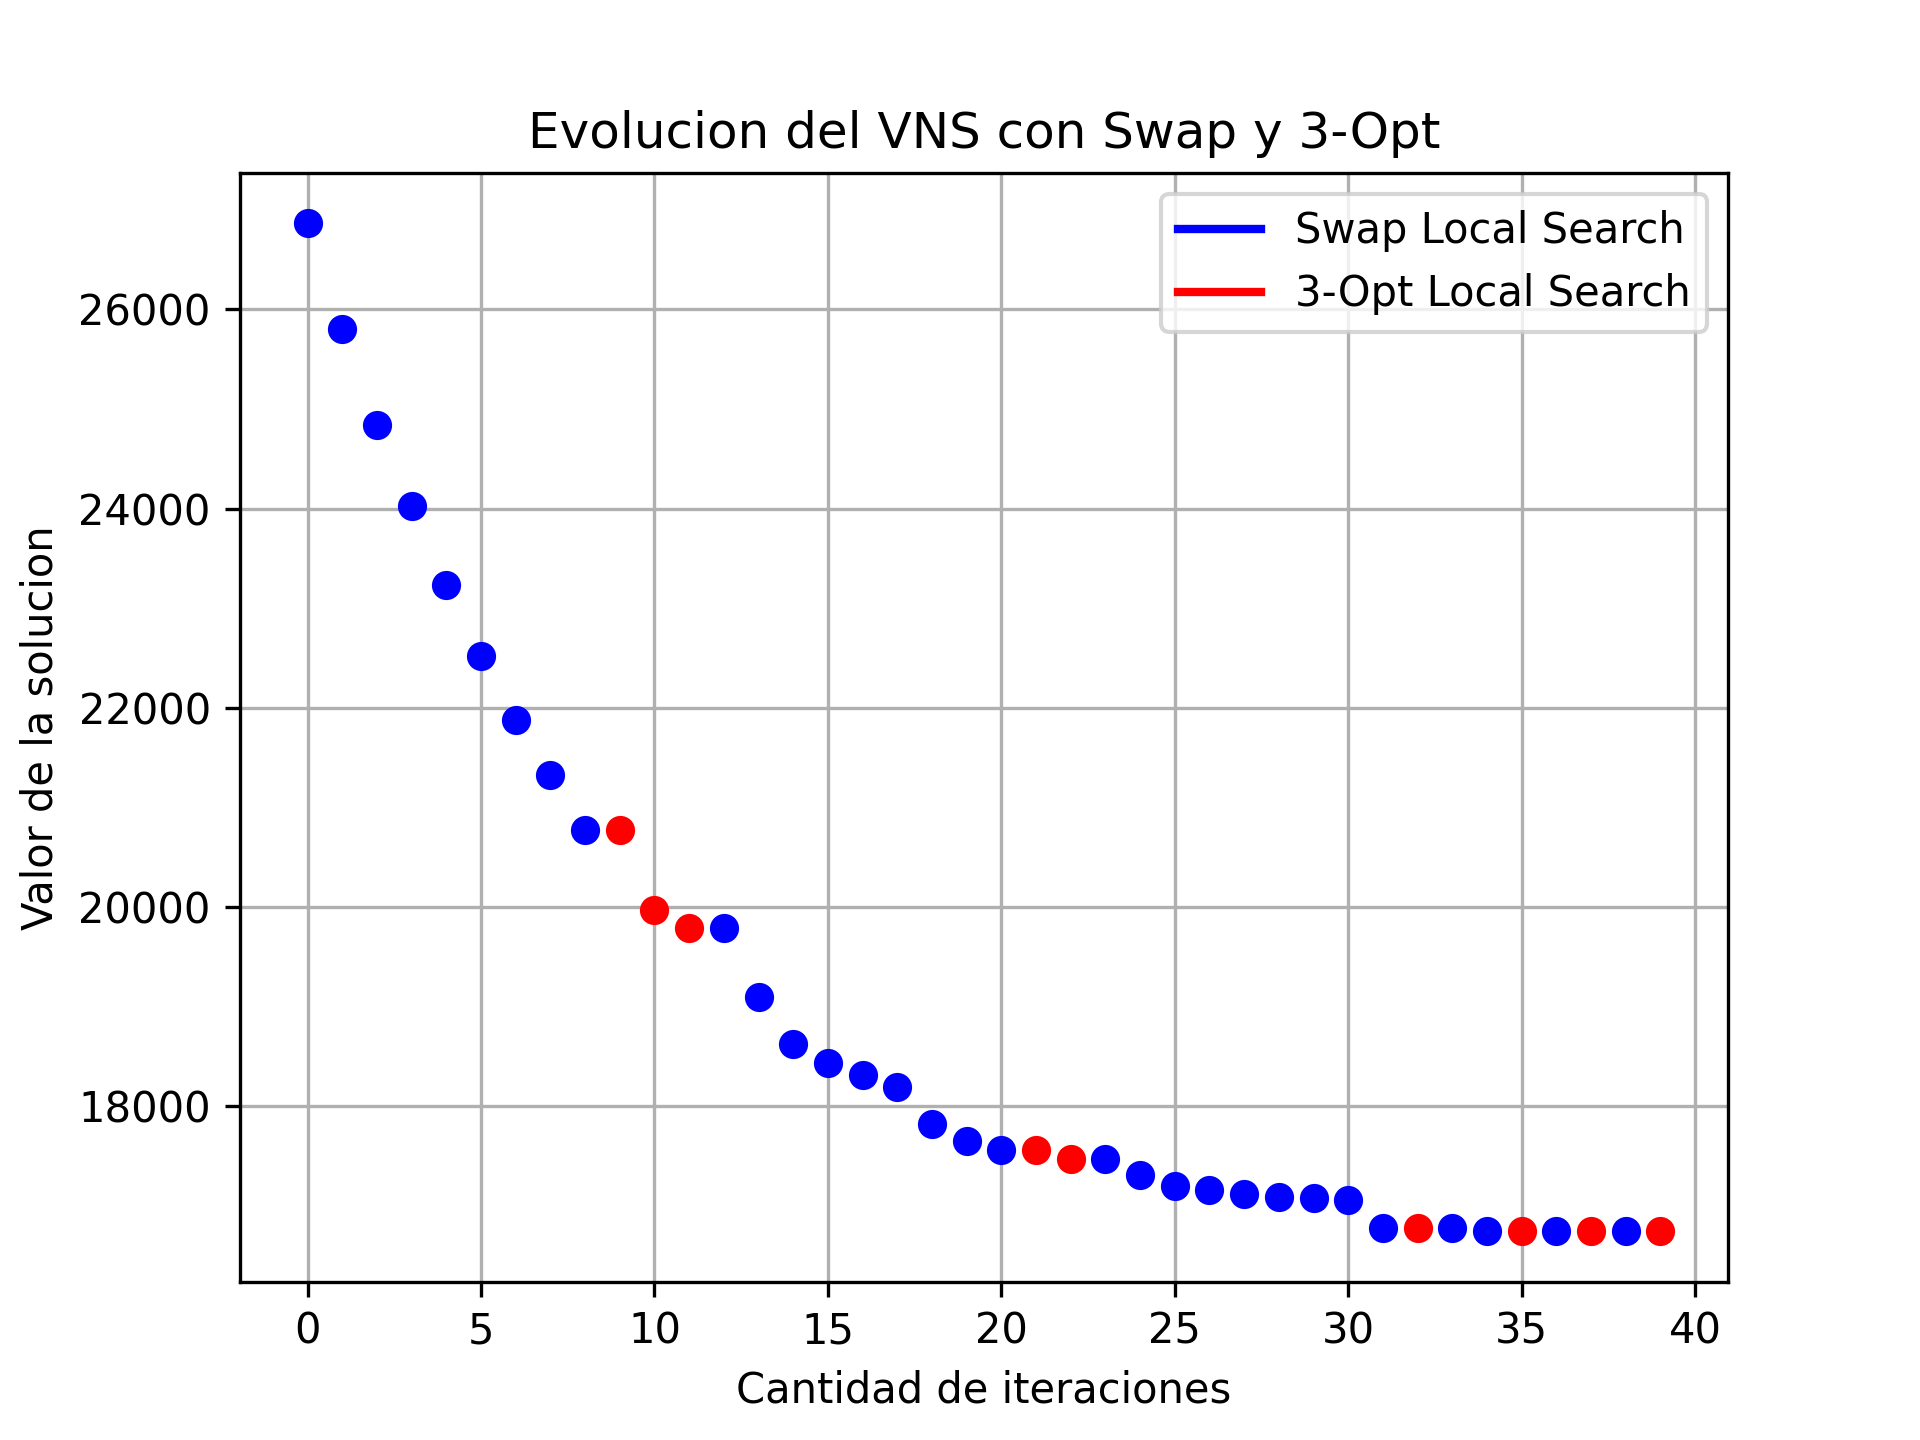 Evolucion del VNS con Swap y 3-Opt
Swap Local Search
3-Opt Local Search
Valor de la solucion
26000
24000
22000
20000
18000
0 5 10 15 20 25 30 35 40
Cantidad de iteraciones